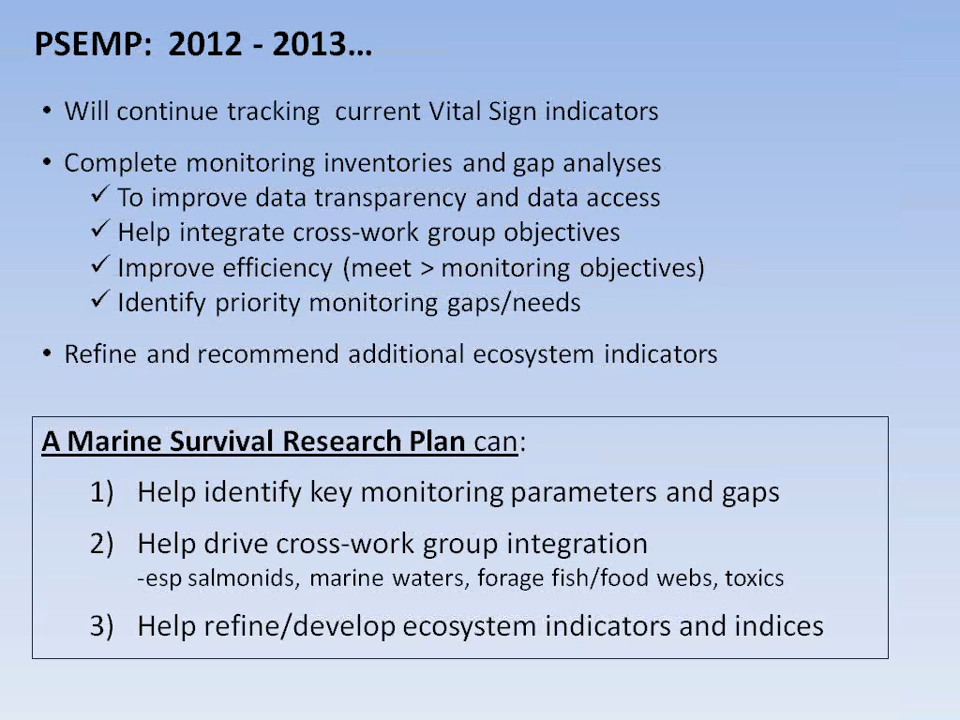 PSEMP: 2012 - 2013…
• Will continue tracking current Vital Sign indicators
• Complete monitoring inventories and gap analyses
✓ To improve data transparency and data access
✓ Help integrate cross-work group objectives
✓ Improve efficiency (meet > monitoring objectives)
✓ Identify priority monitoring gaps/needs
• Refine and recommend additional ecosystem indicators
A Marine Survival Research Plan can:
1) Help identify key monitoring parameters and gaps
2) Help drive cross-work group integration
-esp salmonids, marine waters, forage fish/food webs, toxics
3) Help refine/develop ecosystem indicators and indices